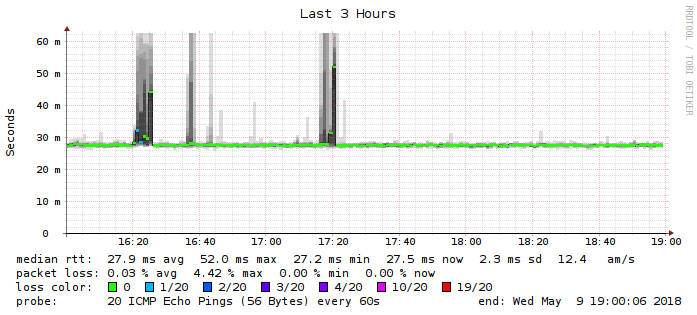 Last 3 Hours
RRDTOOL / TOBI OETIKER
Seconds
60 m
50 m
40 m
30 m
20 m
10 m
0
16:20 16:40 17:00 17:20 17:40 18:00 18:20 18:40 19:00
median rtt: 27.9 ms avg 52.0 ms max 27.2 ms min 27.5 ms now 2.3 ms sd 12.4 am/s
packet loss: 0.03 % avg 4.42 % max 0.00 % min 0.00 % now
loss color: 0 1/20 2/20 3/20 4/20 10/20 19/20
probe: 20 ICMP Echo Pings (56 Bytes) every 60s end: Wed May 9 19:00:06 2018